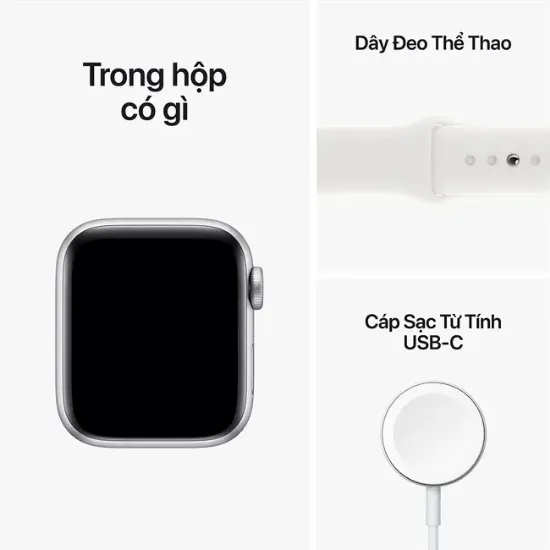 Trong hộp
có gì
Dây Đeo Thể Thao
Cáp Sạc Từ Tính
USB-C